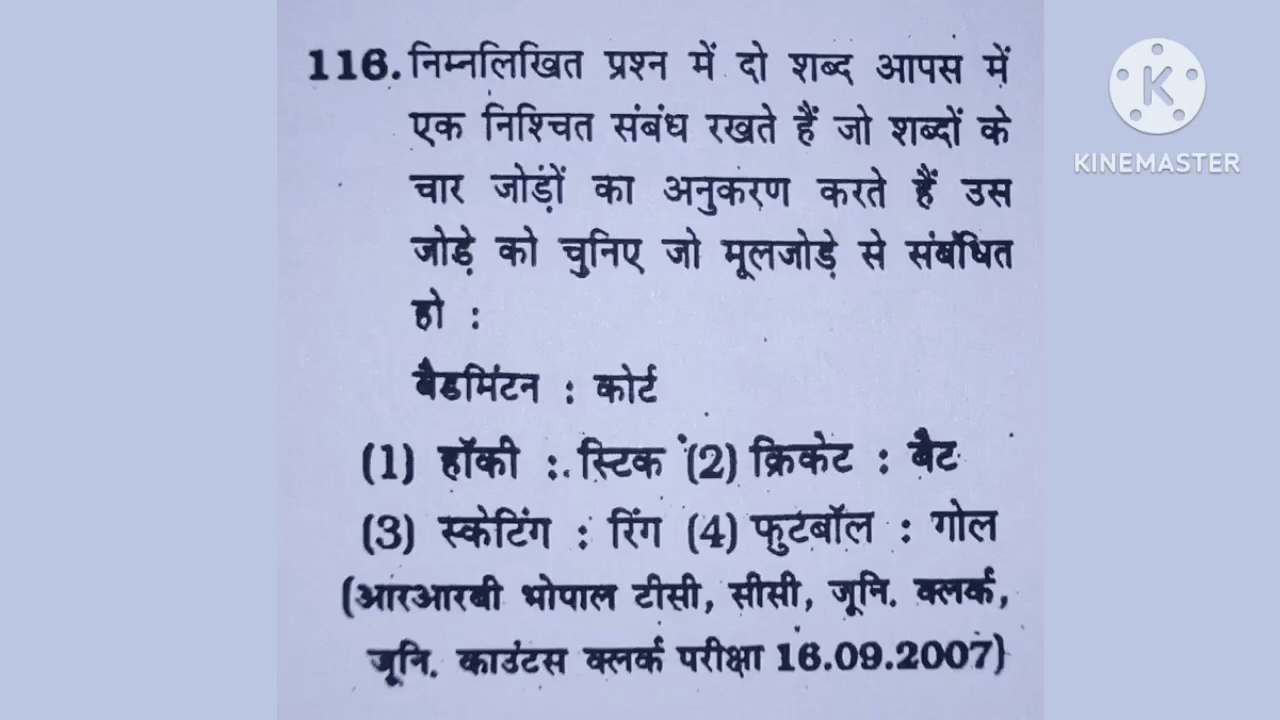 116. निम्नलिखित प्रश्न में दो शब्द आपस में
एक निश्चित संबंध रखते हैं जो शब्दों के
चार जोड़ों का अनुकरण करते हैं उस
जोड़े को चुनिए जो मूलजोड़े से संबंधित
हो :
बैडमिंटन : कोर्ट
(1) हॉकी : स्टिक (2) क्रिकेट : बैट
(3) स्केटिंग : रिंग (4) फुटबॉल : गोल
(आरआरबी भोपाल टीसी, सीसी, जूनि. क्लर्क,
जूनि. काउंटस क्लर्क परीक्षा 16.09.2007)
K
KINEMASTER